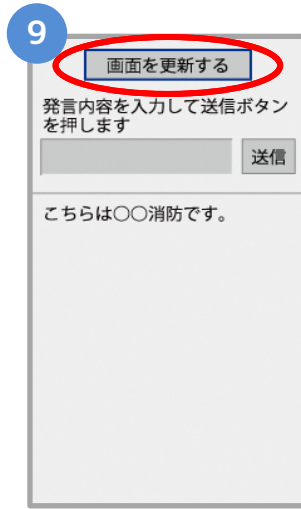 9
画面を更新する
発言内容を入力して送信ボタン
を押します
送信
こちらは○○消防です。